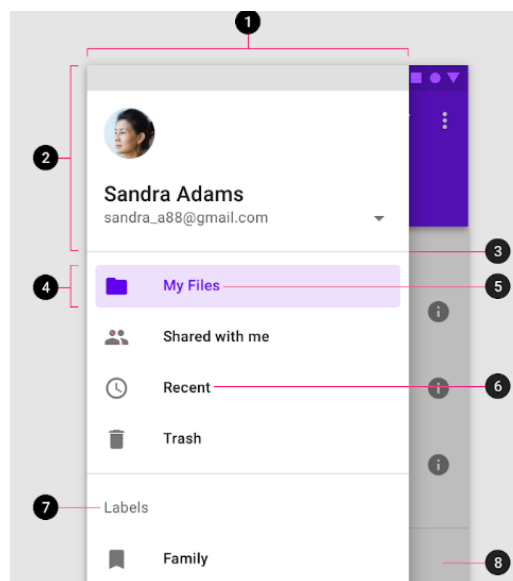 1
2
Sandra Adams
sandra_a88@gmail.com
3
4
My Files
5
Shared with me
Recent
6
Trash
7
Labels
Family
8